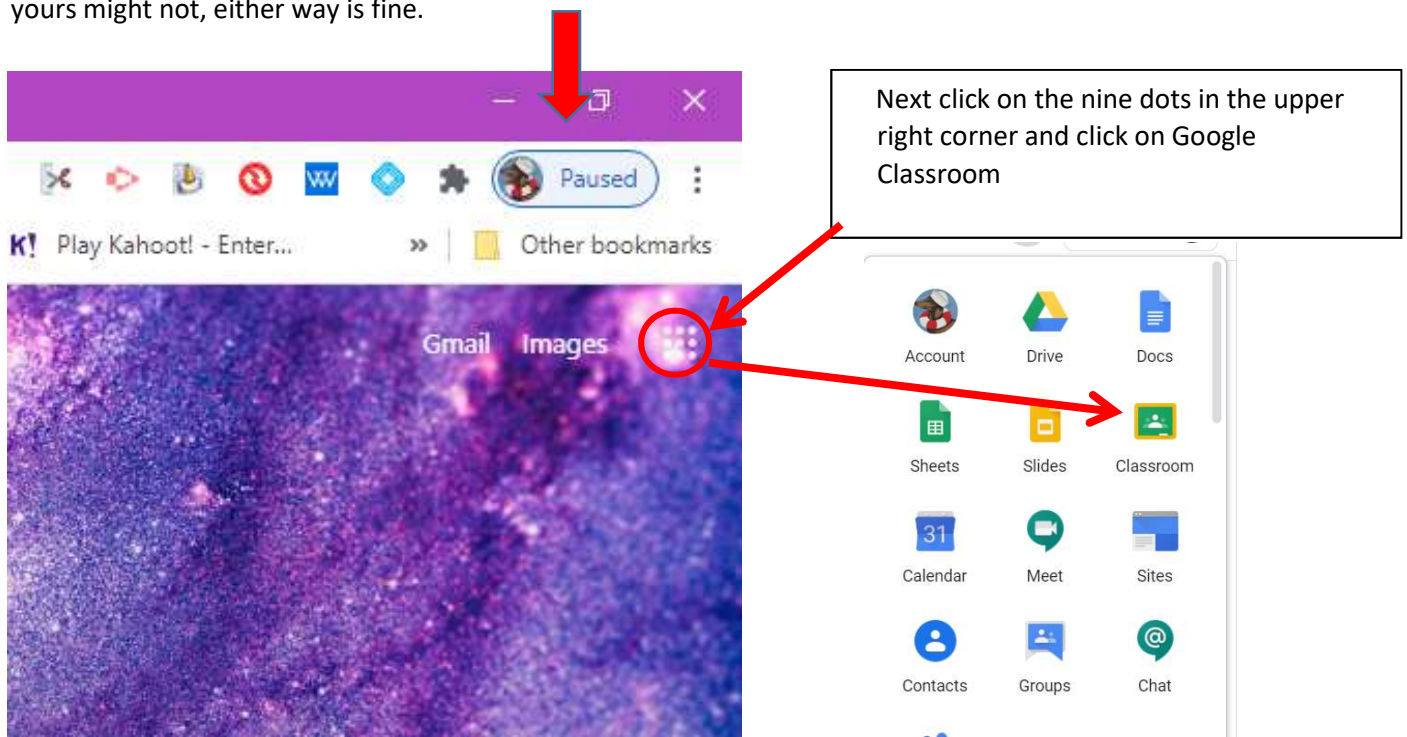 yours might not, either way is fine.
Next click on the nine dots in the upper
right corner and click on Google
Classroom
Paused
K! Play Kahoot! - Enter... » Other bookmarks
Gmail Images
Account Drive Docs
Sheets Slides Classroom
31
Calendar Meet Sites
@
Contacts Groups Chat